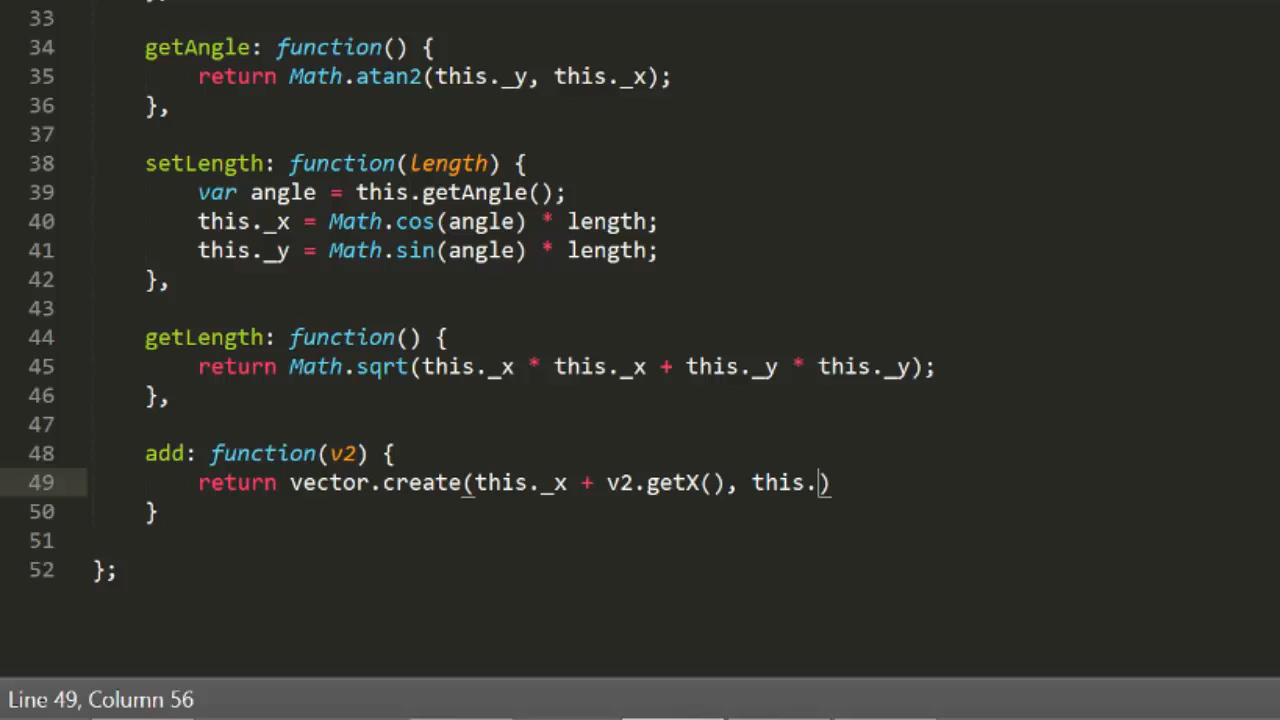 33
34 getAngle: function() {
35 return Math.atan2(this._y, this._x);
36 },
37
38 setLength: function(length) {
39 var angle = this.getAngle();
40 this._x = Math.cos(angle) * length;
41 this._y = Math.sin(angle) * length;
42 },
43
44 getLength: function() {
45 return Math.sqrt(this._x * this._x + this._y * this._y);
46 },
47
48 add: function(v2) {
49 return vector.create(this._x + v2.getX(), this.)
50 }
51
52 };
Line 49, Column 56